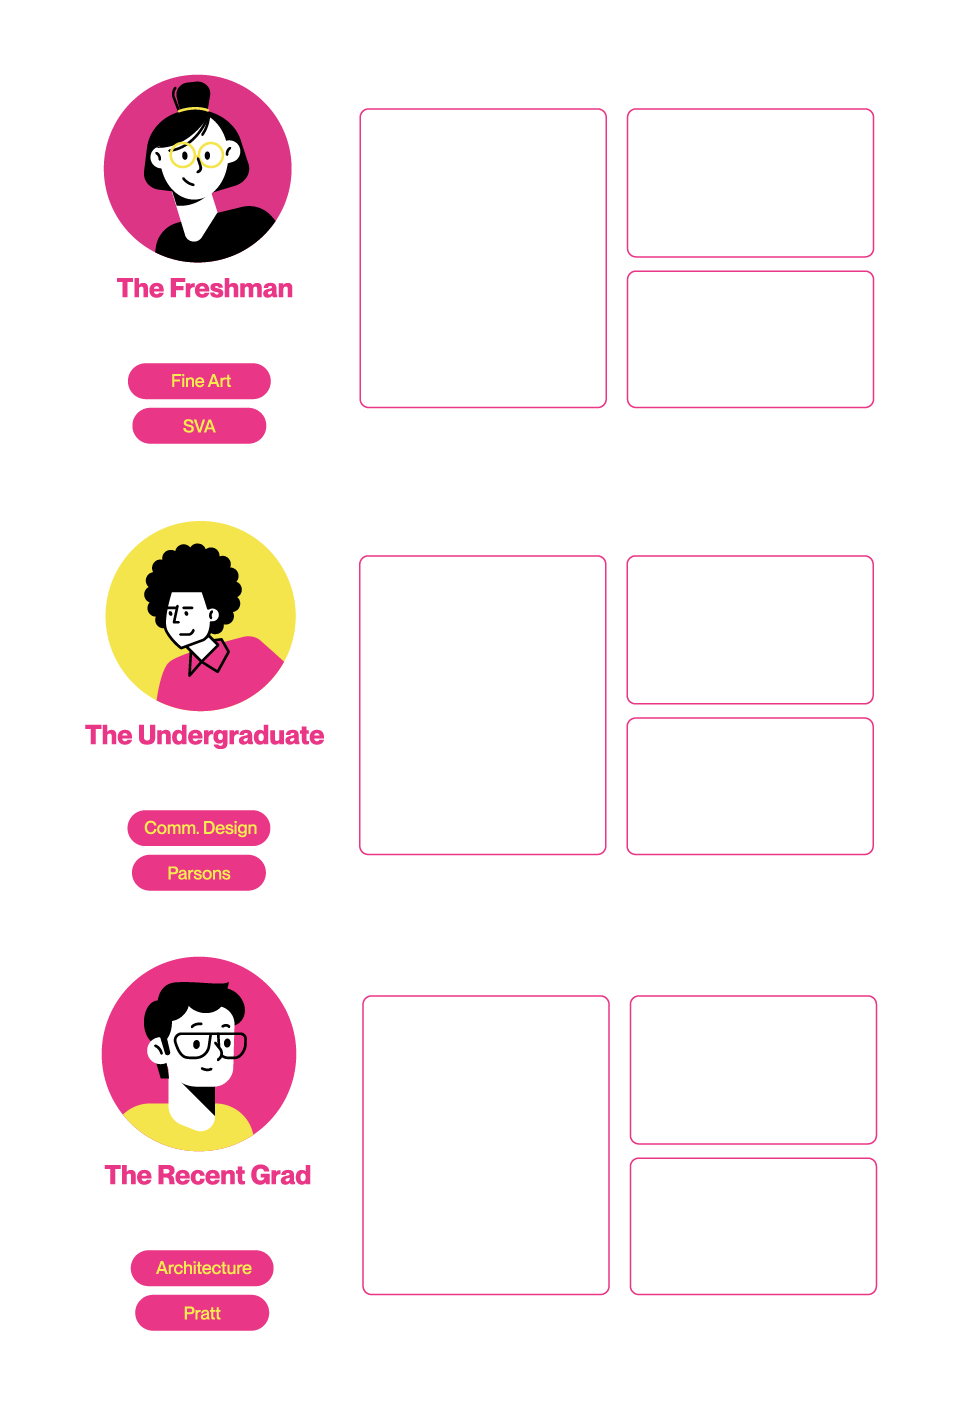 The Freshman
Fine Art
SVA
The Undergraduate
Comm. Design
Parsons
The Recent Grad
Architecture
Pratt